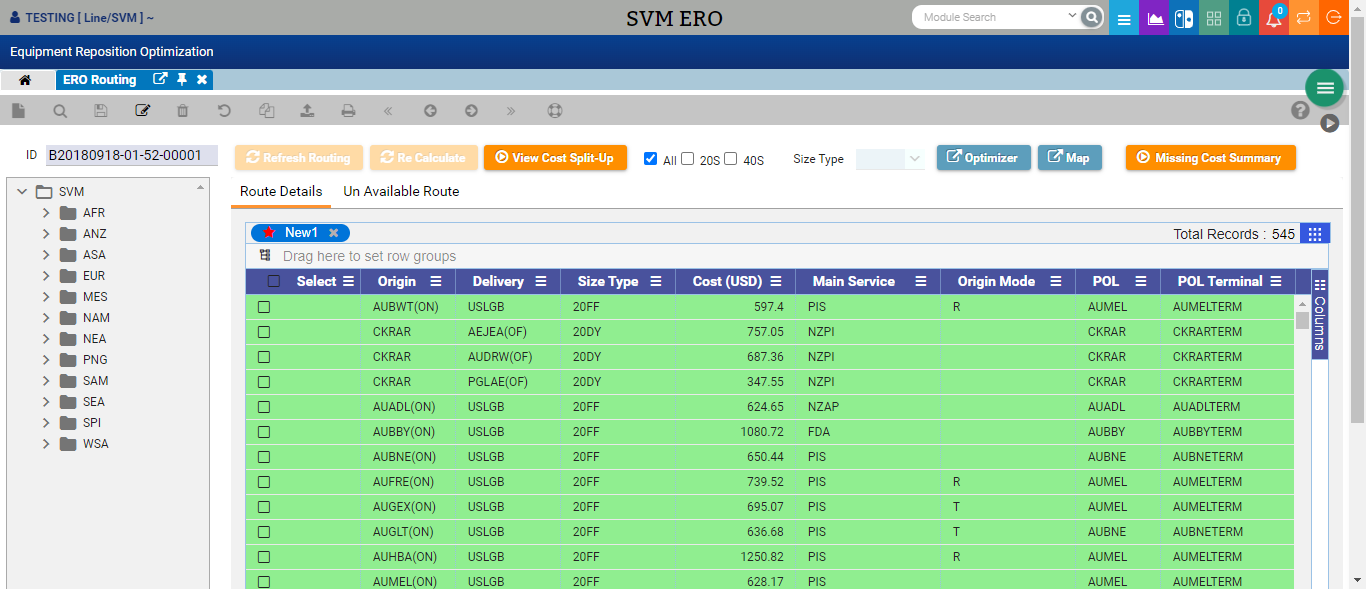 TESTING [ Line/SVM ] ~
SVM ERO
Module Search
0
Equipment Reposition Optimization
ERO Routing
ID B20180918-01-52-00001
Refresh Routing Re Calculate View Cost Split-Up All 20S 40S Size Type Optimizer Map Missing Cost Summary
SVM
AFR
ANZ
ASA
EUR
MES
NAM
NEA
PNG
SAM
SEA
SPI
WSA
Route Details Un Available Route
New1 Total Records : 545
Drag here to set row groups
Select Origin Delivery Size Type Cost (USD) Main Service Origin Mode POL POL Terminal
AUBWT(ON) USLGB 20FF 597.4 PIS R AUMEL AUMELTERM
CKRAR AEJEA(OF) 20DY 757.05 NZPI CKRAR CKRARTERM
CKRAR AUDRW(OF) 20DY 687.36 NZPI CKRAR CKRARTERM
CKRAR PGLAE(OF) 20DY 347.55 NZPI CKRAR CKRARTERM
AUADL(ON) USLGB 20FF 624.65 NZAP AUADL AUADLTERM
AUBBY(ON) USLGB 20FF 1080.72 FDA AUBBY AUBBYTERM
AUBNE(ON) USLGB 20FF 650.44 PIS AUBNE AUBNETERM
AUFRE(ON) USLGB 20FF 739.52 PIS R AUMEL AUMELTERM
AUGEX(ON) USLGB 20FF 695.07 PIS T AUMEL AUMELTERM
AUGLT(ON) USLGB 20FF 636.68 PIS T AUBNE AUBNETERM
AUHBA(ON) USLGB 20FF 1250.82 PIS R AUMEL AUMELTERM
AUMEL(ON) USLGB 20FF 628.17 PIS AUMEL AUMELTERM
Columns